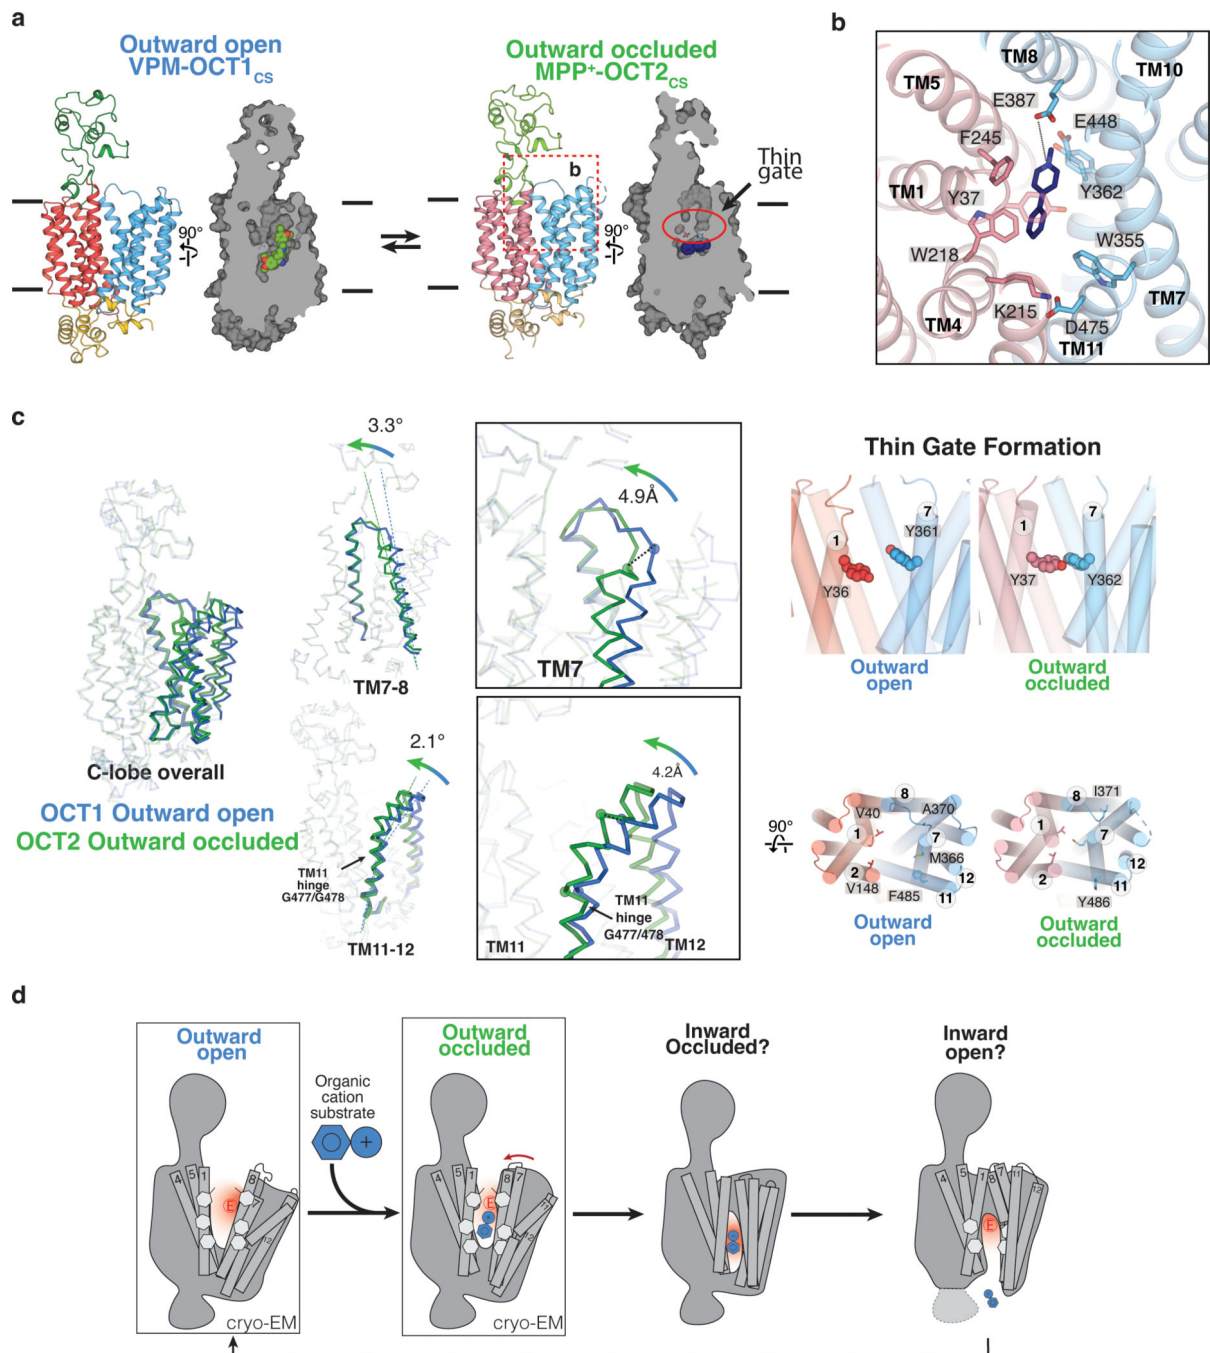 a
Outward open
VPM-OCT1CS
Outward occluded
MPP+-OCT2CS
90°
b
90°
Thin
gate
b
TM8
TM10
TM5
E387
F245
E448
TM1
Y37
Y362
W218
W355
TM7
K215
TM4
D475
TM11
c
C-lobe overall
OCT1 Outward open
OCT2 Outward occluded
3.3°
TM7-8
2.1°
TM11
hinge
G477/G478
TM11-12
4.9Å
TM7
4.2Å
TM11
hinge
G477/478
TM11
TM12
Thin Gate Formation
7
1
Y361
Y36
Outward
open
1
7
Y37
Y362
Outward
occluded
90°
8
V40
A370
1
7
M366
2
12
V148
F485
11
Outward
open
8
I371
1
7
12
2
11
Y486
Outward
occluded
d
Outward
open
4
5
1
8
7
12
E
cryo-EM
Organic
cation
substrate
+
Outward
occluded
4
5
1
8
7
11
12
E
+
cryo-EM
Inward
Occluded?
+
Inward
open?
4
5
1
8
7
11
12
E